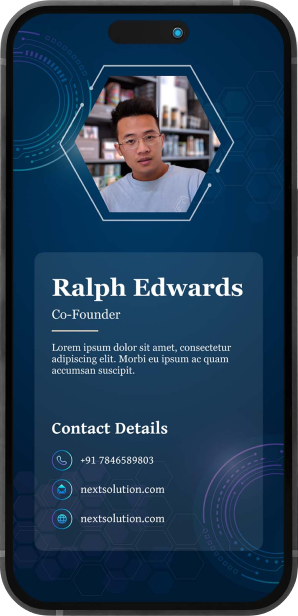 Ralph Edwards
Co-Founder
Lorem ipsum dolor sit amet, consectetur
adipiscing elit. Morbi eu ipsum ac quam
accumsan suscipit.
Contact Details
+91 7846589803
nextsolution.com
nextsolution.com